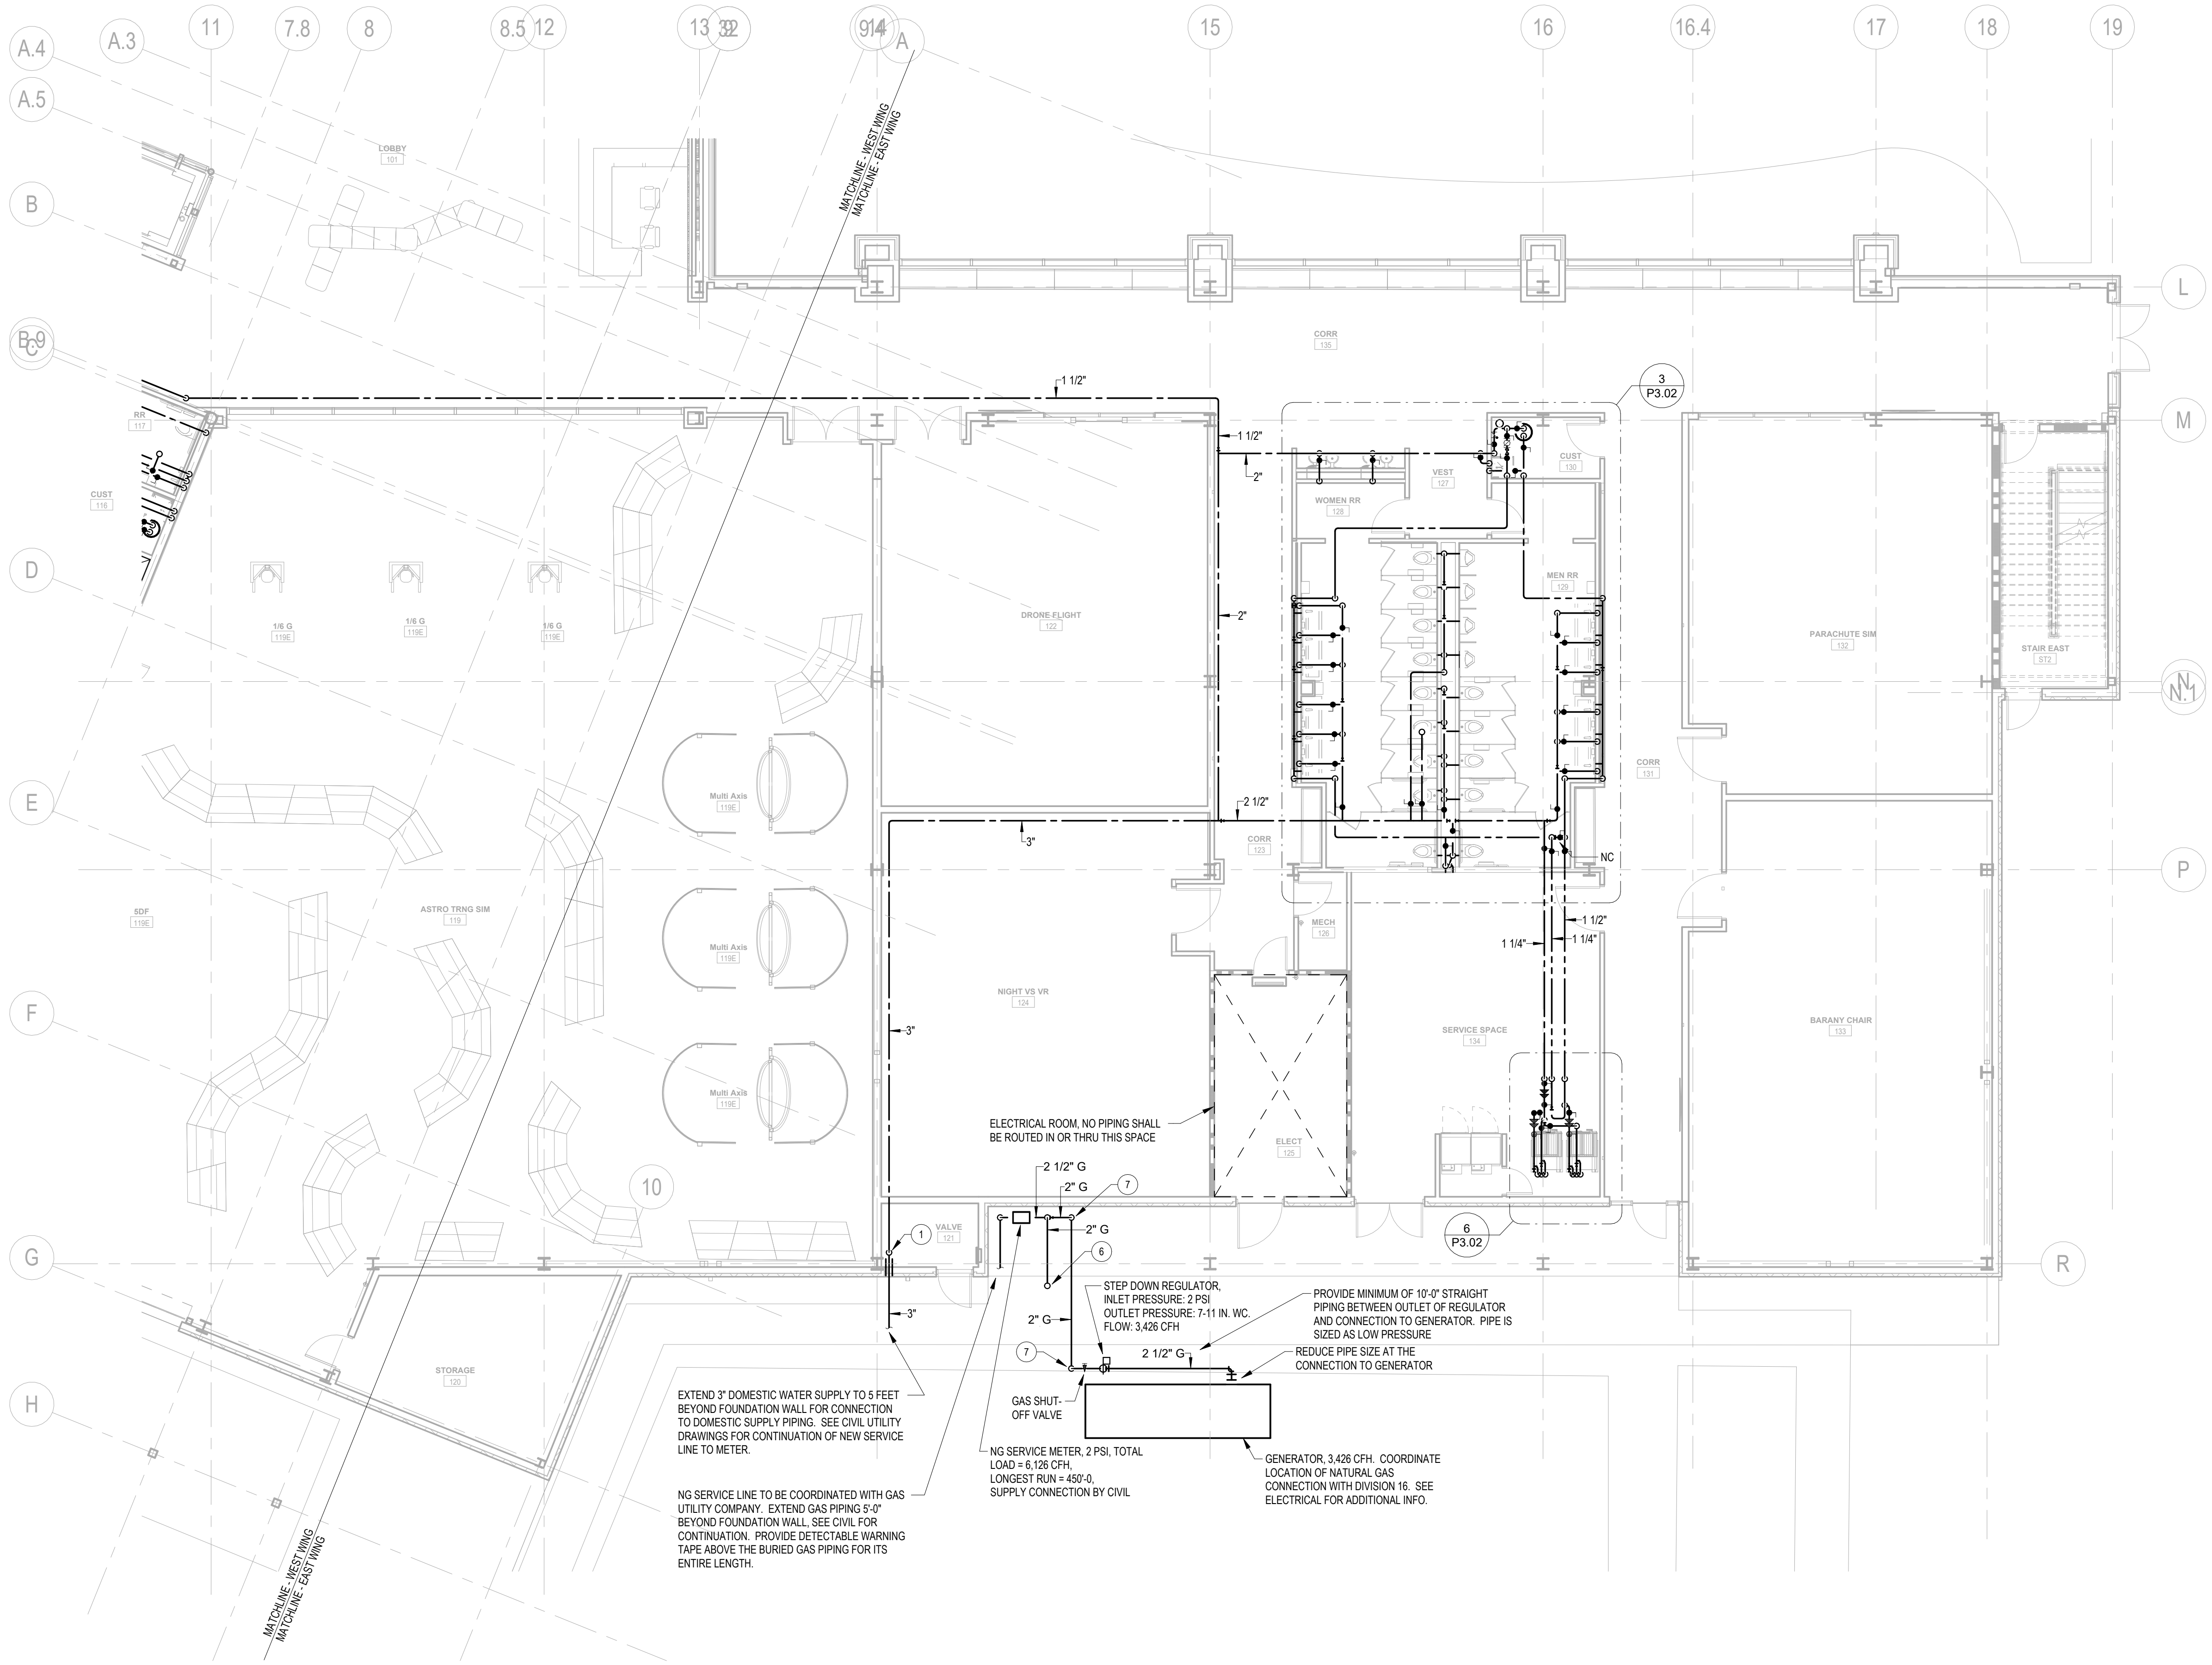 11
7.8
8
8.5
12
13
9.4
A
15
16
16.4
17
18
19
A.4
A.3
A.5
MATCHLINE - WEST WING
MATCHLINE - EAST WING
LOBBY
101
B
L
CORR
135
B.9
C
1 1/2"
3
P3.02
RR
117
M
1 1/2"
2"
VEST
127
CUST
130
CUST
118
WOMEN RR
128
D
MEN RR
129
1/6 G
119E
1/6 G
119E
1/6 G
119E
DRONE FLIGHT
122
2"
PARACHUTE SIM
132
STAIR EAST
ST2
N
N.1
CORR
131
E
Multi Axis
119E
2 1/2"
3"
CORR
123
NC
P
SDF
119E
ASTRO TRNG SIM
119
MECH
126
1 1/2"
1 1/4"
1 1/4"
Multi Axis
119E
NIGHT VS VR
124
F
3"
SERVICE SPACE
134
BARANY CHAIR
133
Multi Axis
119E
ELECTRICAL ROOM, NO PIPING SHALL
BE ROUTED IN OR THRU THIS SPACE
ELECT
125
10
2 1/2" G
2" G
7
VALVE
121
1
2" G
6
6
P3.02
G
R
STEP DOWN REGULATOR,
INLET PRESSURE: 2 PSI
OUTLET PRESSURE: 7-11 IN. WC.
FLOW: 3,426 CFH
PROVIDE MINIMUM OF 10'-0" STRAIGHT
PIPING BETWEEN OUTLET OF REGULATOR
AND CONNECTION TO GENERATOR. PIPE IS
SIZED AS LOW PRESSURE
3"
2" G
7
2 1/2" G
REDUCE PIPE SIZE AT THE
CONNECTION TO GENERATOR
STORAGE
120
H
EXTEND 3" DOMESTIC WATER SUPPLY TO 5 FEET
BEYOND FOUNDATION WALL FOR CONNECTION
TO DOMESTIC SUPPLY PIPING. SEE CIVIL UTILITY
DRAWINGS FOR CONTINUATION OF NEW SERVICE
LINE TO METER.
GAS SHUT-
OFF VALVE
NG SERVICE METER, 2 PSI, TOTAL
LOAD = 6,126 CFH,
LONGEST RUN = 450'-0,
SUPPLY CONNECTION BY CIVIL
GENERATOR, 3,426 CFH. COORDINATE
LOCATION OF NATURAL GAS
CONNECTION WITH DIVISION 16. SEE
ELECTRICAL FOR ADDITIONAL INFO.
NG SERVICE LINE TO BE COORDINATED WITH GAS
UTILITY COMPANY. EXTEND GAS PIPING 5'-0"
BEYOND FOUNDATION WALL, SEE CIVIL FOR
CONTINUATION. PROVIDE DETECTABLE WARNING
TAPE ABOVE THE BURIED GAS PIPING FOR ITS
ENTIRE LENGTH.
MATCHLINE - WEST WING
MATCHLINE - EAST WING